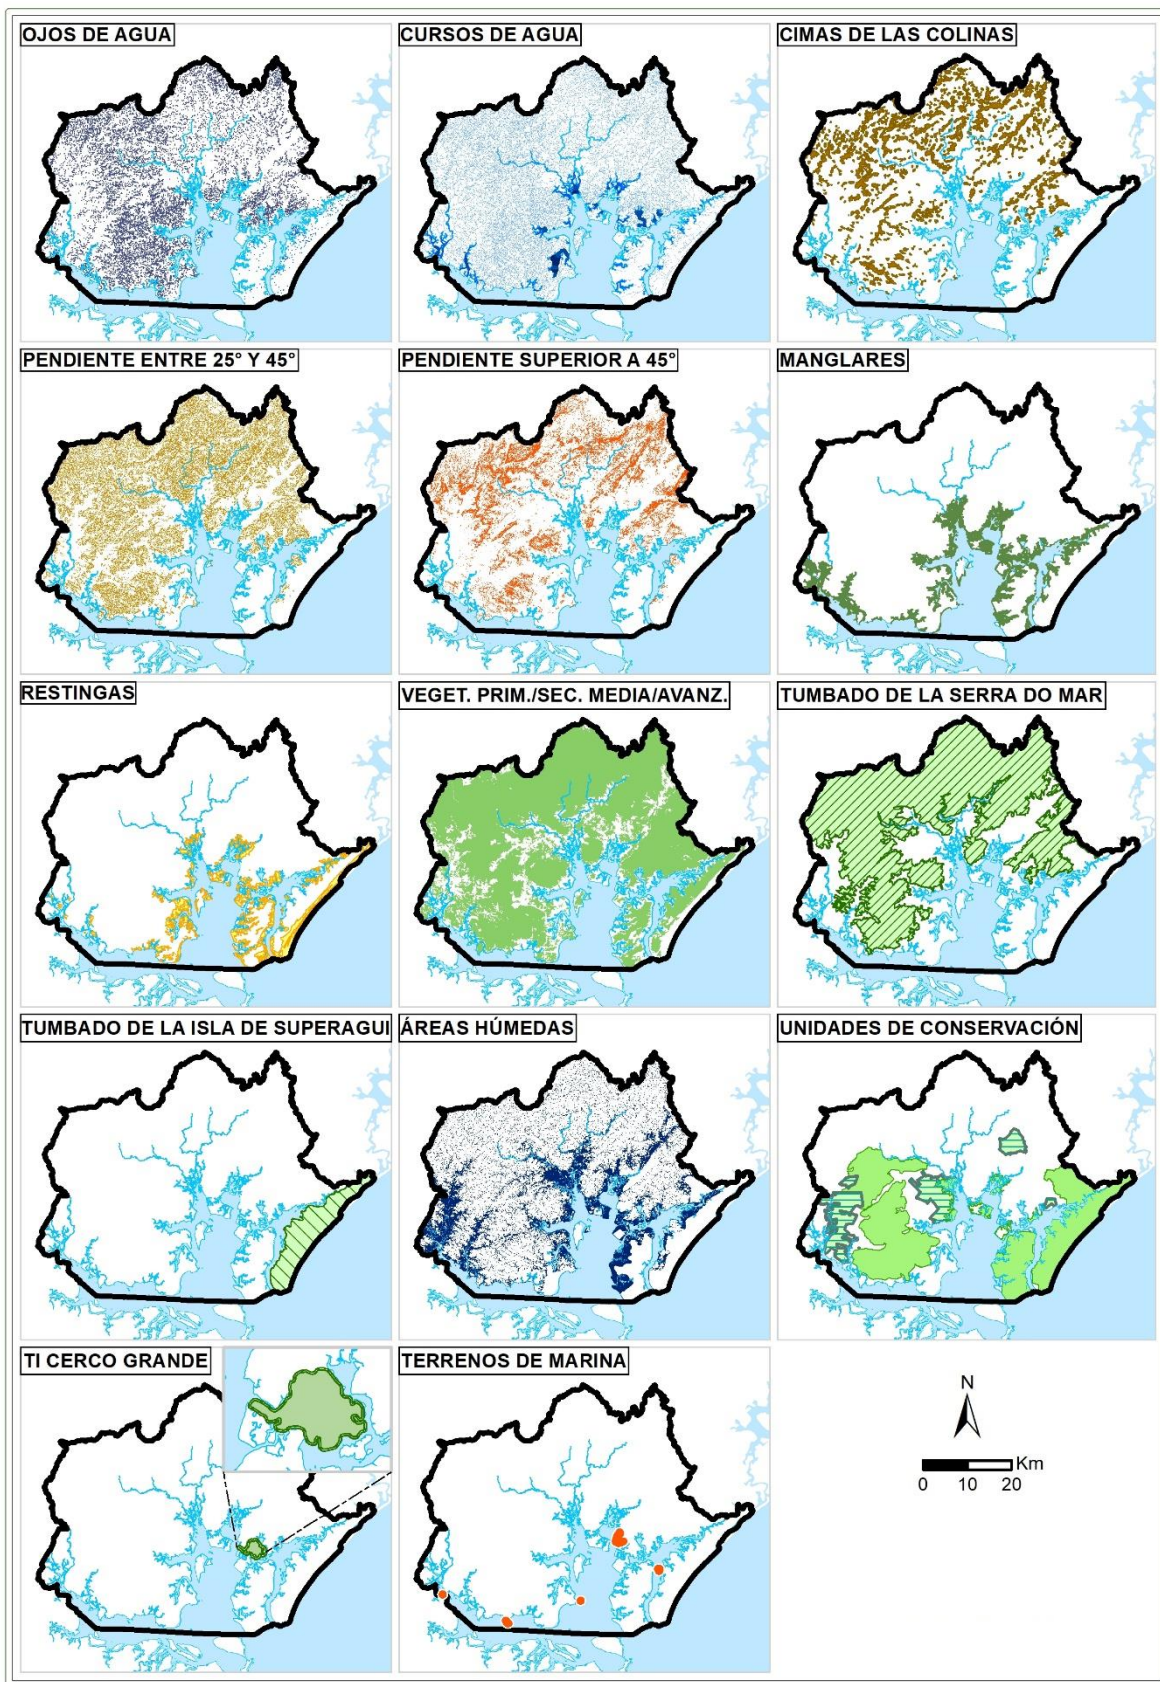 OJOS DE AGUA
CURSOS DE AGUA
CIMAS DE LAS COLINAS
PENDIENTE ENTRE 25° Y 45°
PENDIENTE SUPERIOR A 45°
MANGLARES
RESTINGAS
VEGET. PRIM./SEC. MEDIA/AVANZ.
TUMBADO DE LA SERRA DO MAR
TUMBADO DE LA ISLA DE SUPERAGUI
ÁREAS HÚMEDAS
UNIDADES DE CONSERVACIÓN
TI CERCO GRANDE
TERRENOS DE MARINA
N
Km
0 10 20